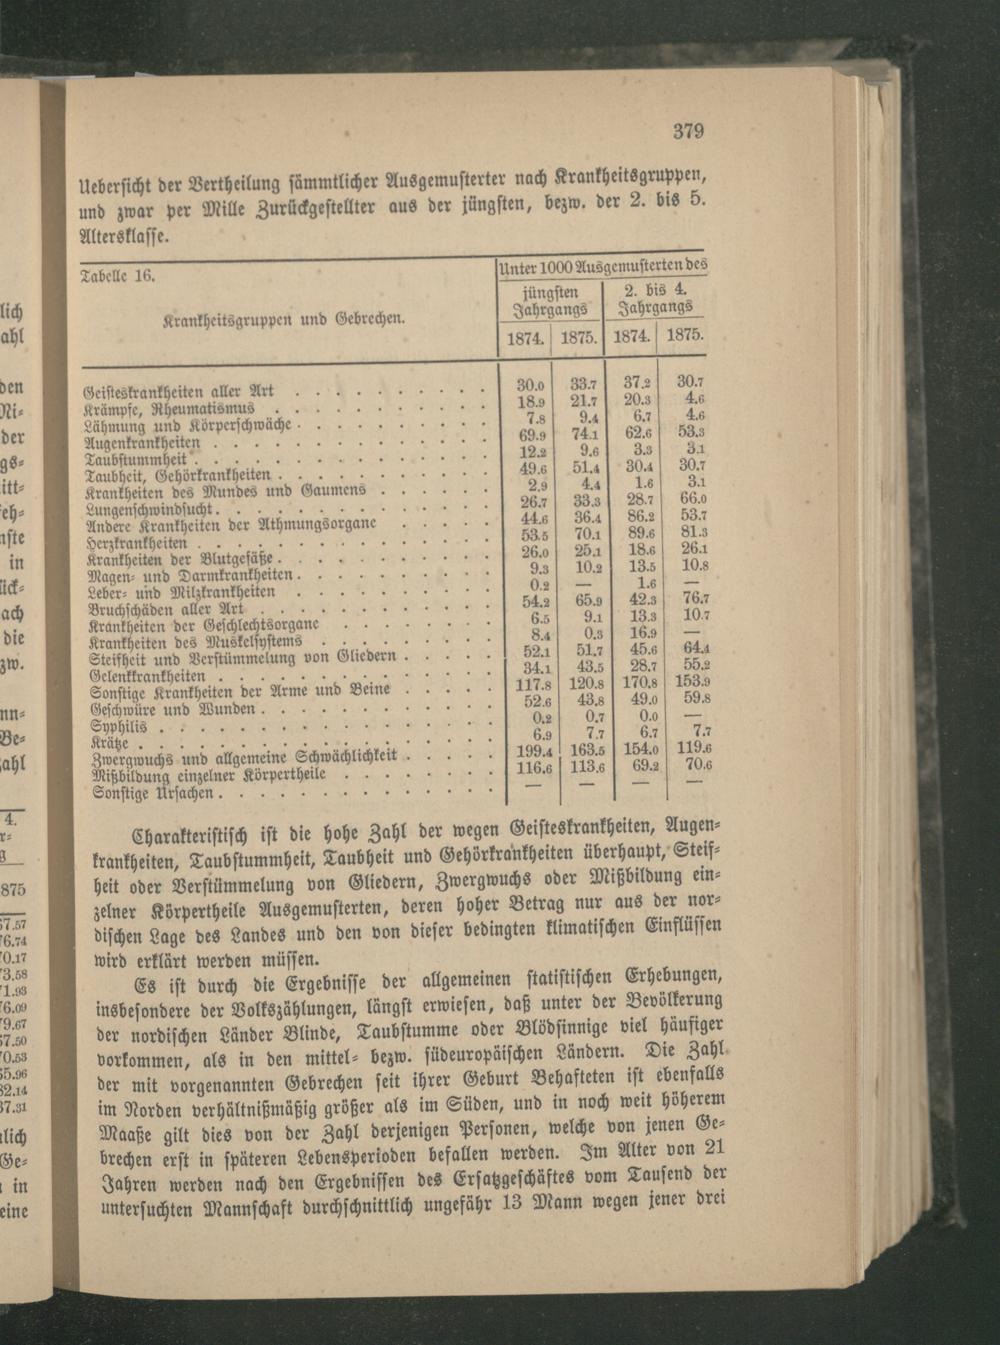 379
Uebersicht der Vertheilung sämmtlicher Ausgemusterter nach Krankheitsgruppen,
und zwar per Mille Zurückgestellter aus der jüngsten, bezw. der 2. bis 5.
Altersklasse.
Tabelle 16.
Krankheitsgruppen und Gebrechen.
Unter 1000 Ausgemusterten des
jüngsten Jahrgangs
2. bis 4. Jahrgangs
1874. 1875. 1874. 1875.
Geisteskrankheiten aller Art . . . . . . . . . 30.0 33.7 37.2 30.7
Krämpfe, Rheumatismus . . . . . . . . . . 18.9 21.7 20.3 4.6
Lähmung und Körperschwäche . . . . . . . . 7.8 9.4 6.7 4.6
Augenkrankheiten . . . . . . . . . . . . 69.9 74.1 62.6 53.3
Taubstummheit . . . . . . . . . . . . . 12.2 9.6 3.3 3.1
Taubheit, Gehörkrankheiten . . . . . . . . . 49.6 51.4 30.4 30.7
Krankheiten des Mundes und Gaumens . . . . . . 2.9 4.4 1.6 3.1
Lungenschwindsucht . . . . . . . . . . . . 26.7 33.3 28.7 66.0
Andere Krankheiten der Athmungsorgane . . . . . 44.6 36.4 86.2 53.7
Herzkrankheiten . . . . . . . . . . . . . 53.5 70.1 89.6 81.3
Krankheiten der Blutgefäße . . . . . . . . . 26.0 25.1 18.6 26.1
Magen- und Darmkrankheiten . . . . . . . . . 9.3 10.2 13.5 10.8
Leber- und Milzkrankheiten . . . . . . . . . 0.2 — 1.6 —
Bruchschäden aller Art . . . . . . . . . . 54.2 65.9 42.3 76.7
Krankheiten der Geschlechtsorgane . . . . . . . 6.5 9.1 13.3 10.7
Krankheiten des Muskelsystems . . . . . . . . 8.4 0.3 16.9 —
Steifheit und Verstümmelung von Gliedern . . . . . 52.1 51.7 45.6 64.4
Gelenkkrankheiten . . . . . . . . . . . . 34.1 43.5 28.7 55.2
Sonstige Krankheiten der Arme und Beine . . . . . 117.8 120.8 170.8 153.9
Geschwüre und Wunden . . . . . . . . . . . 52.6 43.8 49.0 59.8
Syphilis . . . . . . . . . . . . . . . 0.2 0.7 0.0 —
Krätze . . . . . . . . . . . . . . . . 6.9 7.7 6.7 7.7
Zwergwuchs und allgemeine Schwächlichkeit . . . . . 199.4 163.5 154.0 119.6
Mißbildung einzelner Körpertheile . . . . . . . 116.6 113.6 69.2 70.6
Sonstige Ursachen . . . . . . . . . . . . — — — —
Charakteristisch ist die hohe Zahl der wegen Geisteskrankheiten, Augen-
krankheiten, Taubstummheit, Taubheit und Gehörkrankheiten überhaupt, Steif-
heit oder Verstümmelung von Gliedern, Zwergwuchs oder Mißbildung ein-
zelner Körpertheile Ausgemusterten, deren hoher Betrag nur aus der nor-
dischen Lage des Landes und den von dieser bedingten klimatischen Einflüssen
wird erklärt werden müssen.
Es ist durch die Ergebnisse der allgemeinen statistischen Erhebungen,
insbesondere der Volkszählungen, längst erwiesen, daß unter der Bevölkerung
der nordischen Länder Blinde, Taubstumme oder Blödsinnige viel häufiger
vorkommen, als in den mittel- bezw. südeuropäischen Ländern. Die Zahl
der mit vorgenannten Gebrechen seit ihrer Geburt Behafteten ist ebenfalls
im Norden verhältnißmäßig größer als im Süden, und in noch weit höherem
Maaße gilt dies von der Zahl derjenigen Personen, welche von jenen Ge-
brechen erst in späteren Lebensperioden befallen werden. Im Alter von 21
Jahren werden nach den Ergebnissen des Ersatzgeschäftes vom Tausend der
untersuchten Mannschaft durchschnittlich ungefähr 13 Mann wegen jener drei